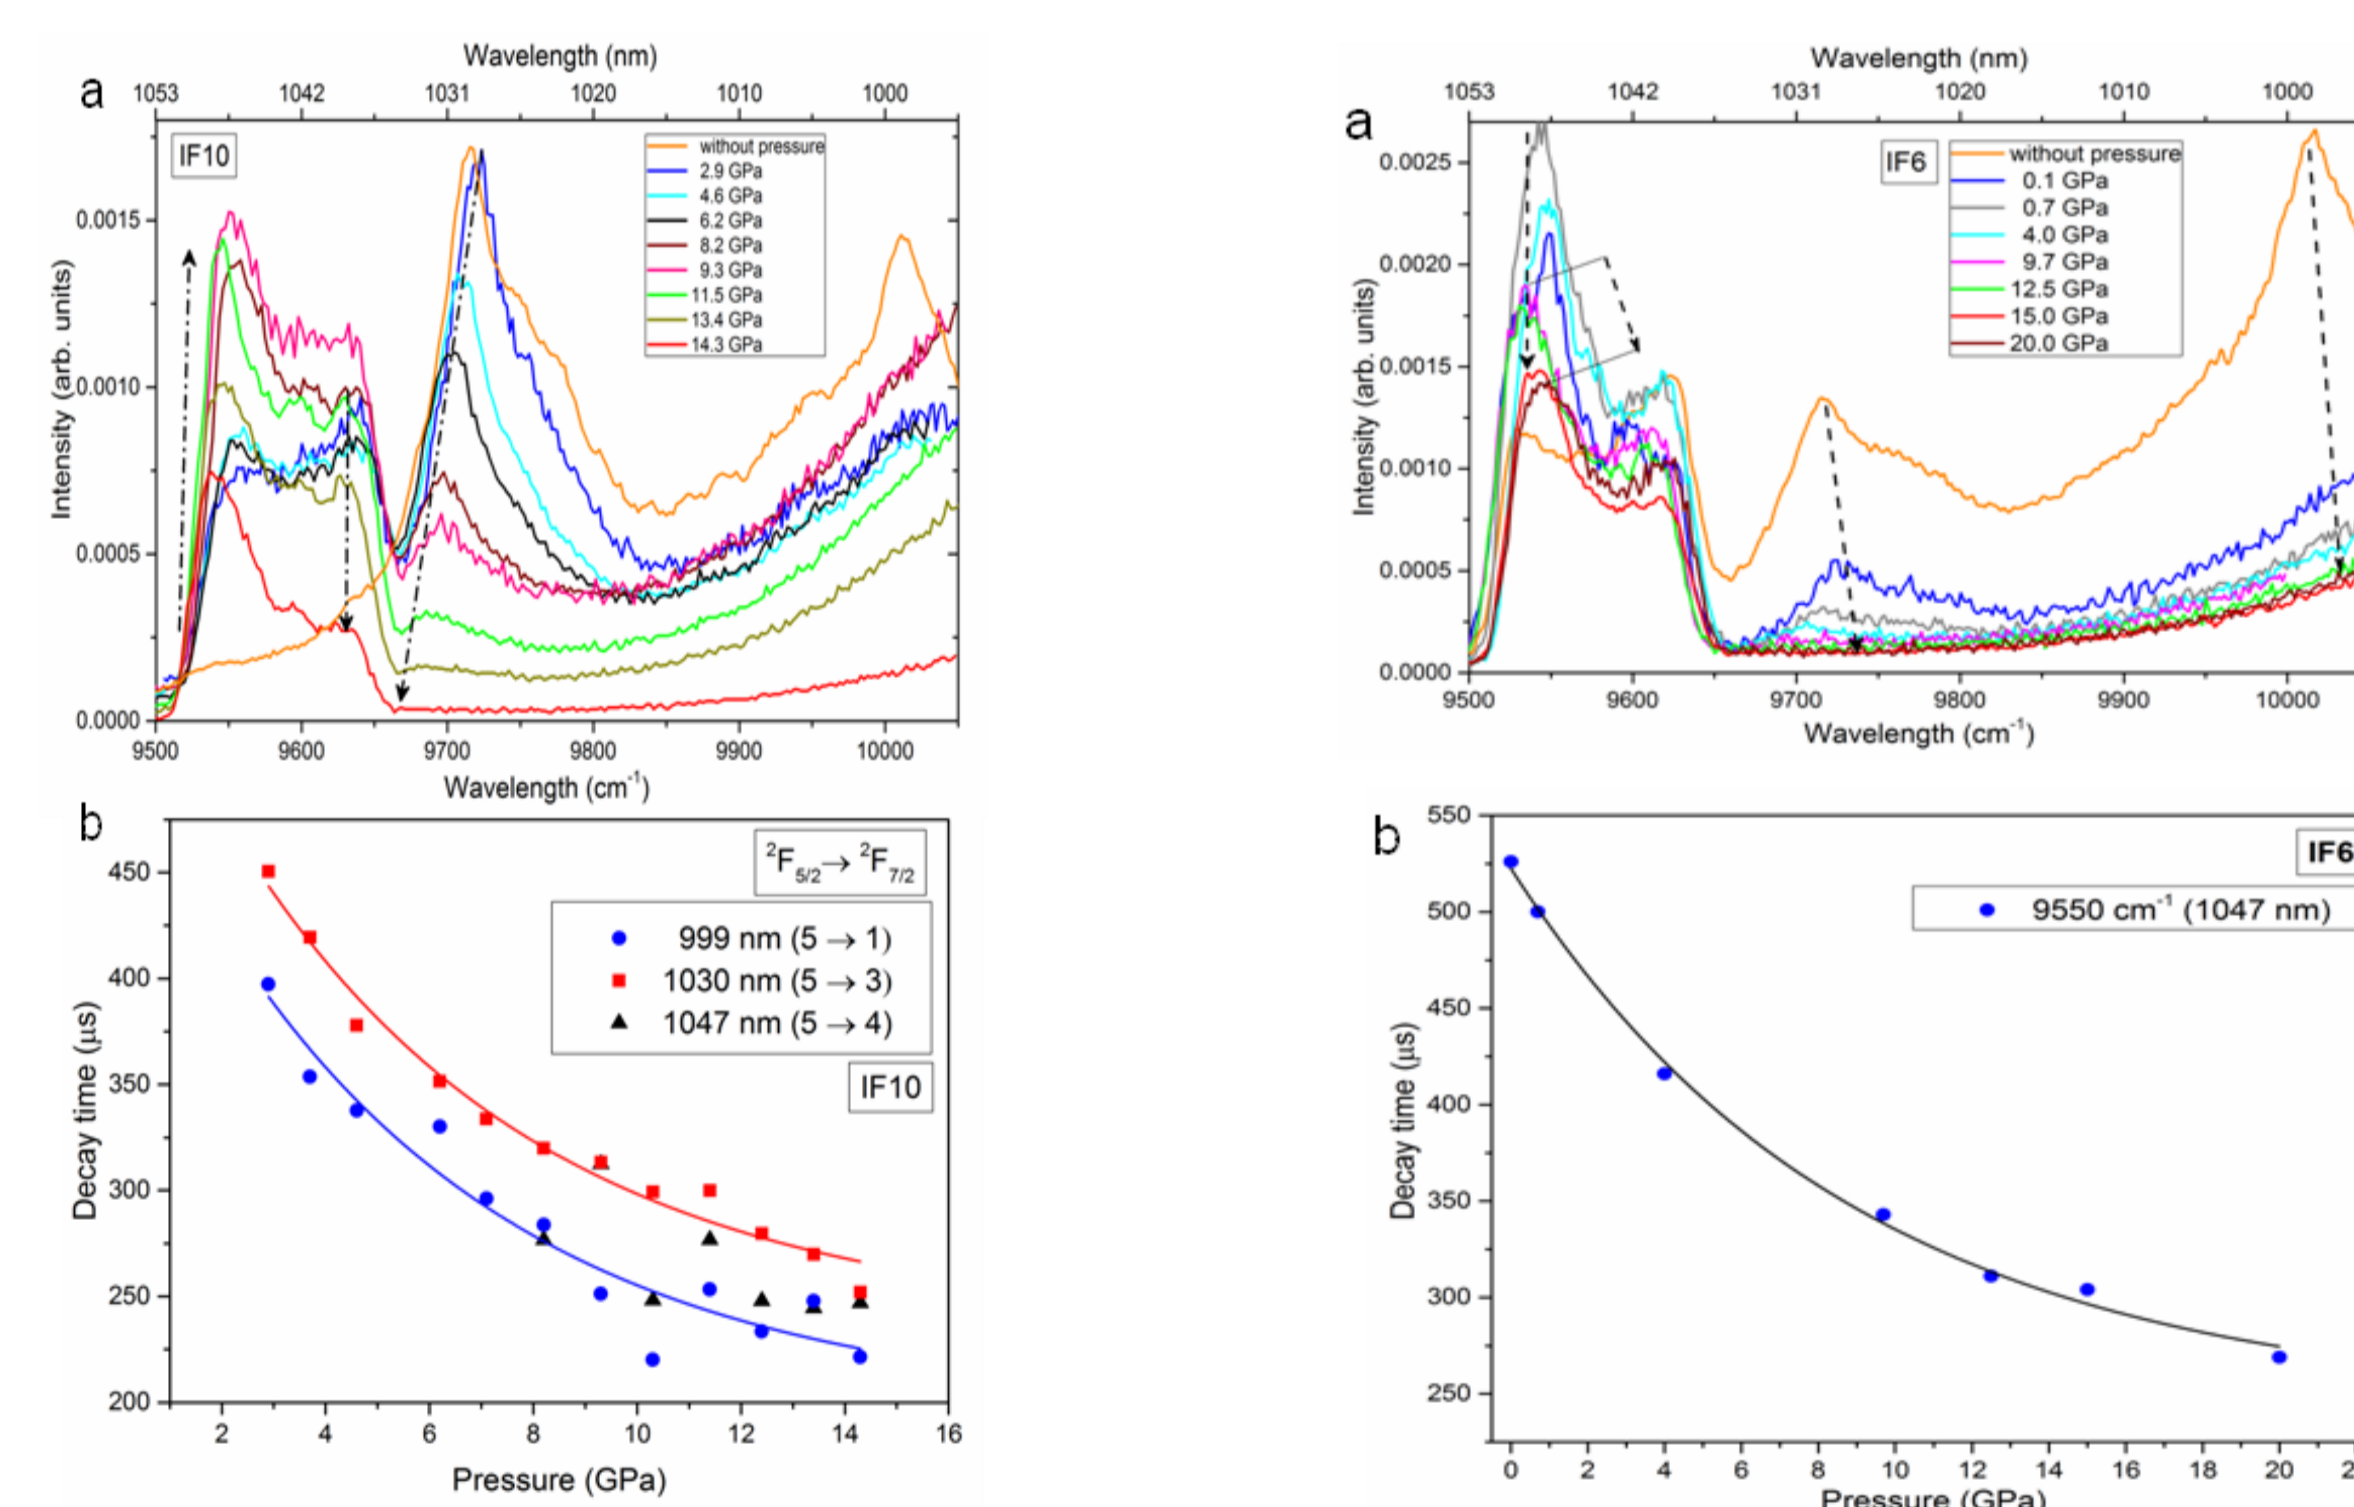 Wavelength (nm)
a
1053 1042 1031 1020 1010 1000
IF10
without pressure
2.9 GPa
4.6 GPa
6.2 GPa
8.2 GPa
9.3 GPa
11.5 GPa
13.4 GPa
14.3 GPa
Intensity (arb. units)
0.0015
0.0010
0.0005
0.0000
9500 9600 9700 9800 9900 10000
Wavelength (cm⁻¹)
Wavelength (nm)
a
1053 1042 1031 1020 1010 1000
IF6
without pressure
0.1 GPa
0.7 GPa
4.0 GPa
9.7 GPa
12.5 GPa
15.0 GPa
20.0 GPa
Intensity (arb. units)
0.0025
0.0020
0.0015
0.0010
0.0005
0.0000
9500 9600 9700 9800 9900 10000
Wavelength (cm⁻¹)
b
²F₅/₂→ ²F₇/₂
999 nm (5 → 1)
1030 nm (5 → 3)
1047 nm (5 → 4)
IF10
Decay time (µs)
450
400
350
300
250
200
2 4 6 8 10 12 14 16
Pressure (GPa)
b
IF6
9550 cm⁻¹ (1047 nm)
Decay time (µs)
550
500
450
400
350
300
250
0 2 4 6 8 10 12 14 16 18 20
Pressure (GPa)